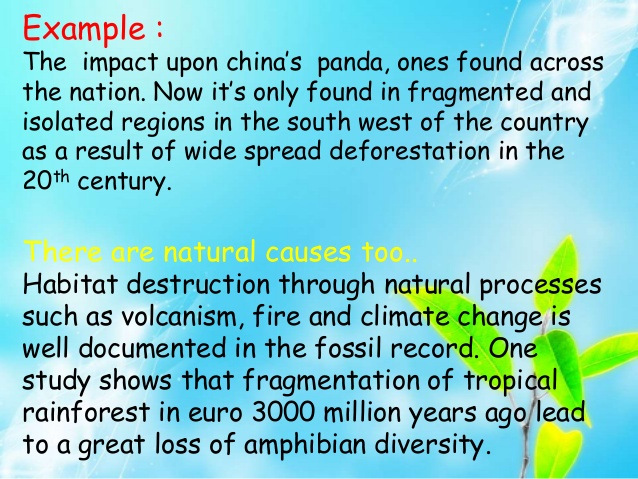 Example :
The impact upon china's panda, ones found across
the nation. Now it's only found in fragmented and
isolated regions in the south west of the country
as a result of wide spread deforestation in the
20th century.
There are natural causes too..
Habitat destruction through natural processes
such as volcanism, fire and climate change is
well documented in the fossil record. One
study shows that fragmentation of tropical
rainforest in euro 3000 million years ago lead
to a great loss of amphibian diversity.